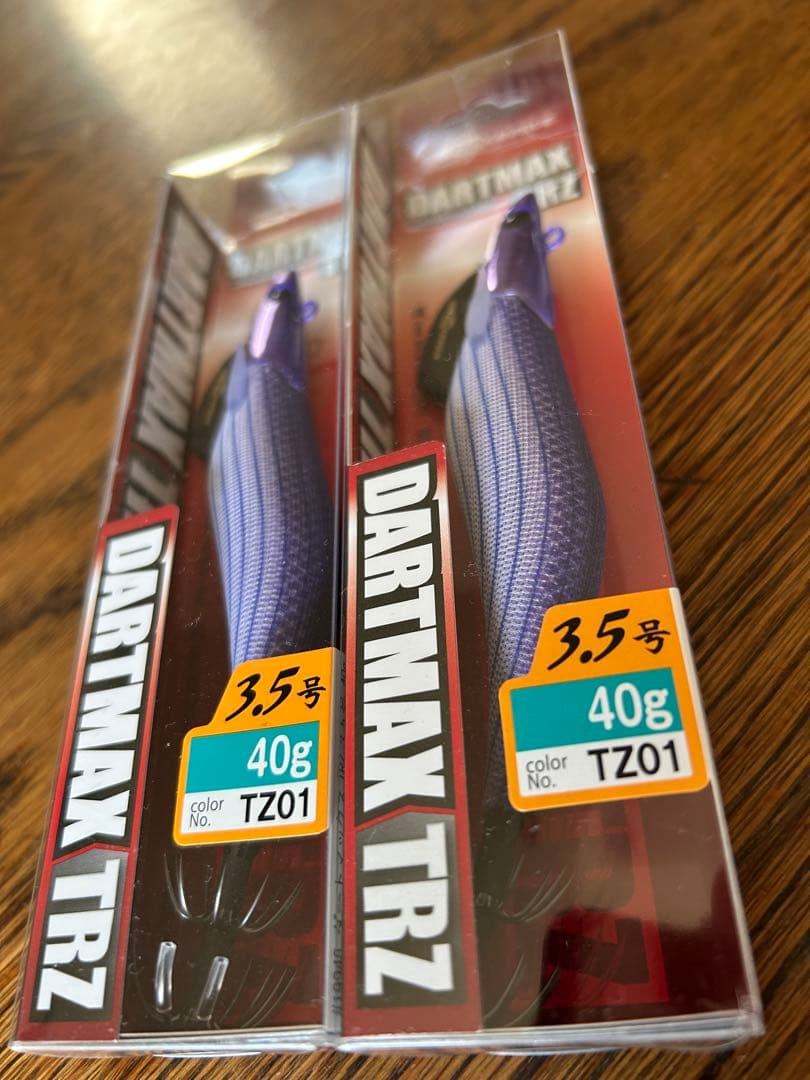 DARTMAX
TRZ
DARTMAX TRZ
3.5号
40g
color
No. TZ01
DARTMAX
TRZ
DARTMAX TRZ
3.5号
40g
color
No. TZ01